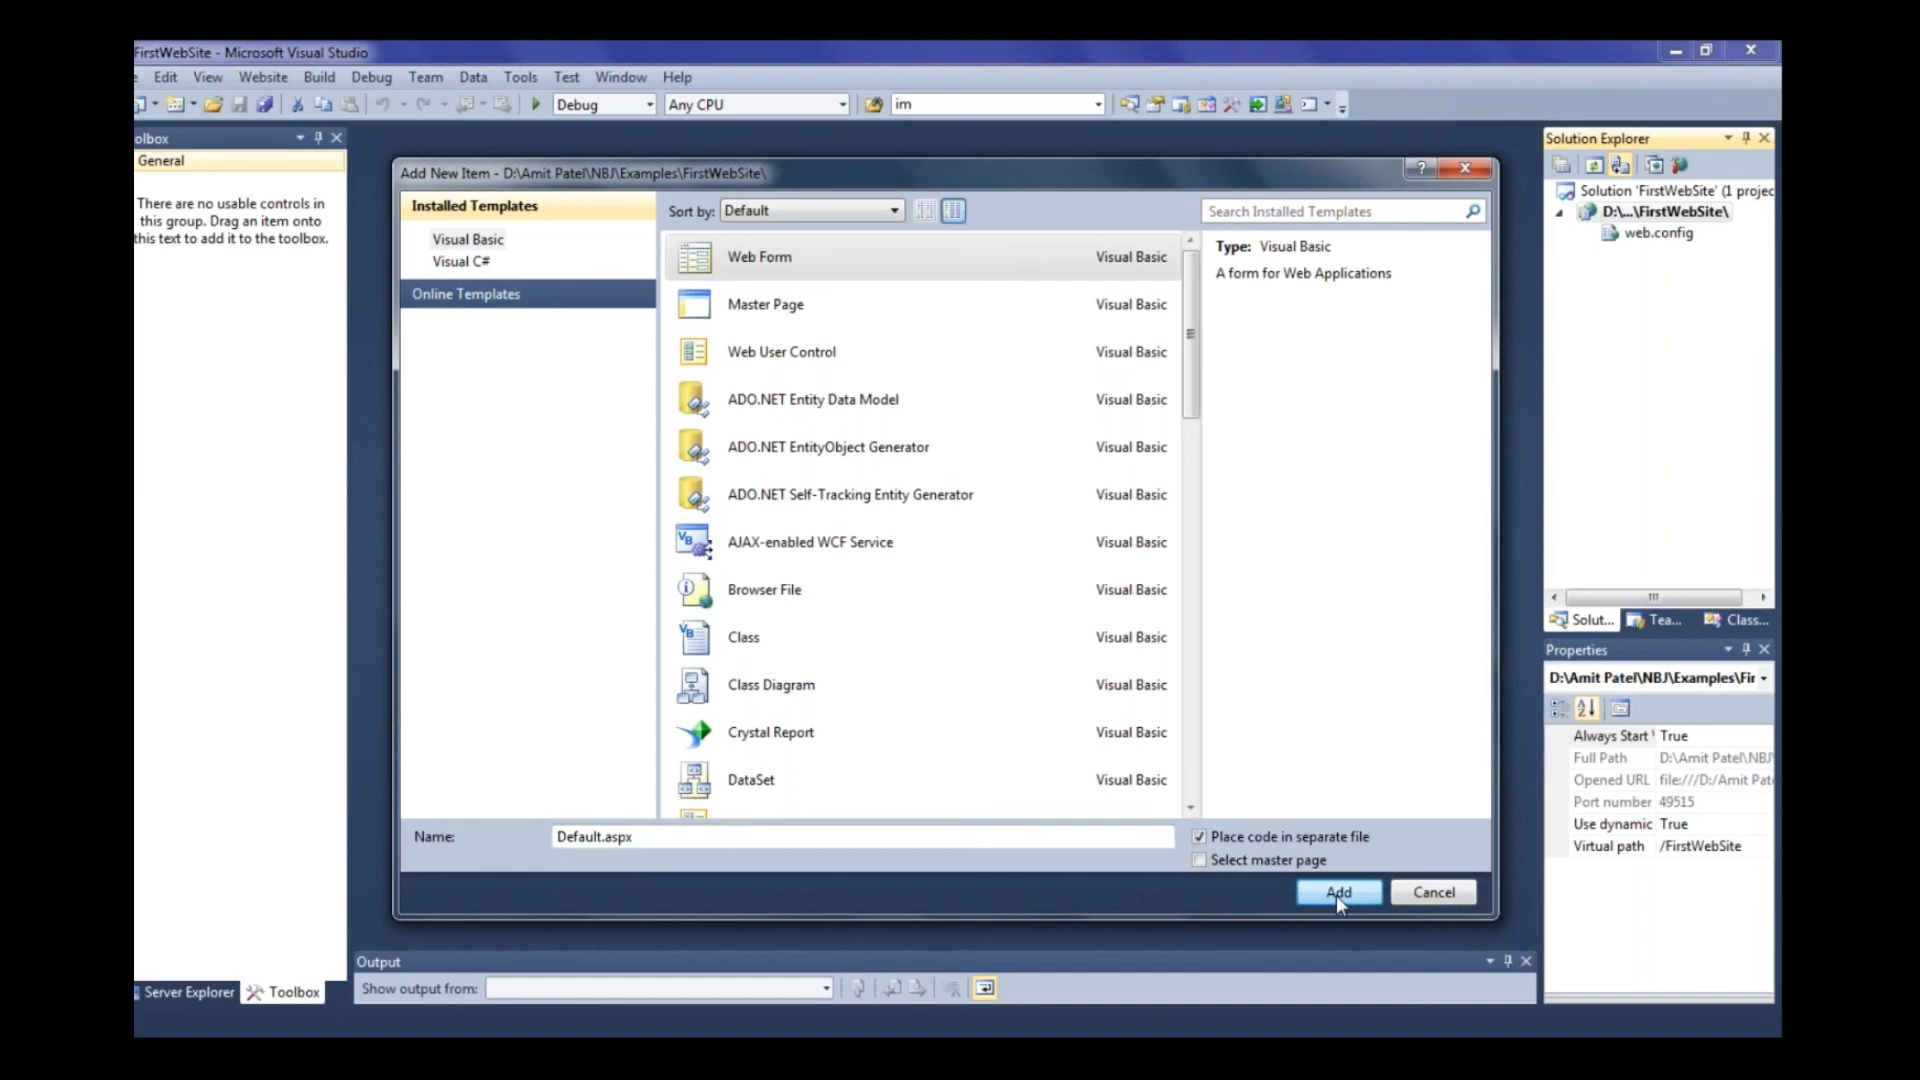 FirstWebSite - Microsoft Visual Studio
e Edit View Website Build Debug Team Data Tools Test Window Help
Debug Any CPU im
olbox
General
There are no usable controls in
this group. Drag an item onto
this text to add it to the toolbox.
Server Explorer Toolbox
Add New Item - D:\Amit Patel\NBJ\Examples\FirstWebSite\
?
Installed Templates
Visual Basic
Visual C#
Online Templates
Sort by: Default
Search Installed Templates
Web Form Visual Basic
Master Page Visual Basic
Web User Control Visual Basic
ADO.NET Entity Data Model Visual Basic
ADO.NET EntityObject Generator Visual Basic
ADO.NET Self-Tracking Entity Generator Visual Basic
AJAX-enabled WCF Service Visual Basic
Browser File Visual Basic
Class Visual Basic
Class Diagram Visual Basic
Crystal Report Visual Basic
DataSet Visual Basic
Type: Visual Basic
A form for Web Applications
Name: Default.aspx
Place code in separate file
Select master page
Add Cancel
Output
Show output from:
Solution Explorer
Solution 'FirstWebSite' (1 projec
D:\...\FirstWebSite\
web.config
Solut... Tea... Class...
Properties
D:\Amit Patel\NBJ\Examples\Fir
Always Start True
Full Path D:\Amit Patel\NBJ\
Opened URL file:///D:/Amit Pate
Port number 49515
Use dynamic True
Virtual path /FirstWebSite